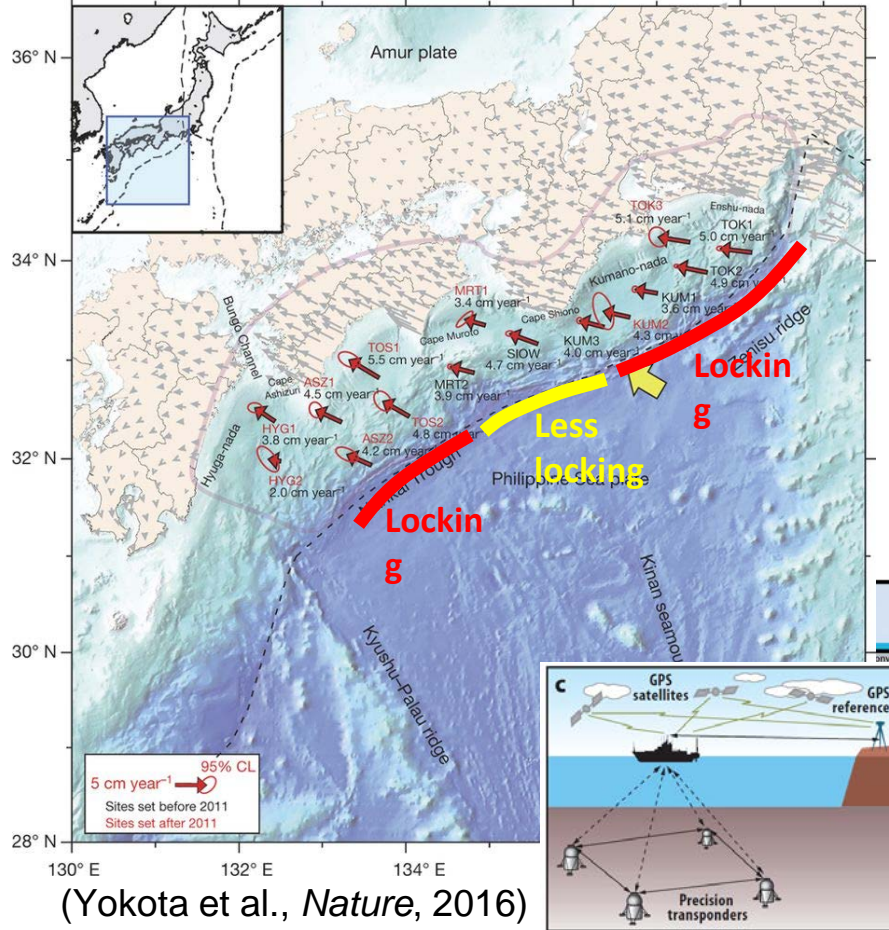 36° N
34° N
32° N
30° N
28° N
130° E
132° E
134° E
Amur plate
Enshu-nada
TOK3
5.1 cm year⁻¹
TOK1
5.0 cm year⁻¹
TOK2
4.9 cm year⁻¹
Kumano-nada
KUM1
3.6 cm year⁻¹
KUM2
4.3 cm
KUM3
4.0 cm year⁻¹
MRT1
3.4 cm year⁻¹
Cape Shiono
Cape Muroto
SIOW
4.7 cm year⁻¹
MRT2
3.9 cm year⁻¹
Bungo Channel
TOS1
5.5 cm year⁻¹
Cape
Ashizuri
ASZ1
4.5 cm year⁻¹
TOS2
4.8 cm
ASZ2
4.2 cm year⁻¹
HYG1
3.8 cm year⁻¹
HYG2
2.0 cm year⁻¹
Hyuga-nada
Zenisu ridge
Lockin
g
Less
locking
Trough
Philippine Sea plate
Lockin
g
Kyushu–Palau ridge
Kinan seamou
95% CL
5 cm year⁻¹
Sites set before 2011
Sites set after 2011
c
GPS
satellites
GPS
reference
Precision
transponders
(Yokota et al., Nature, 2016)